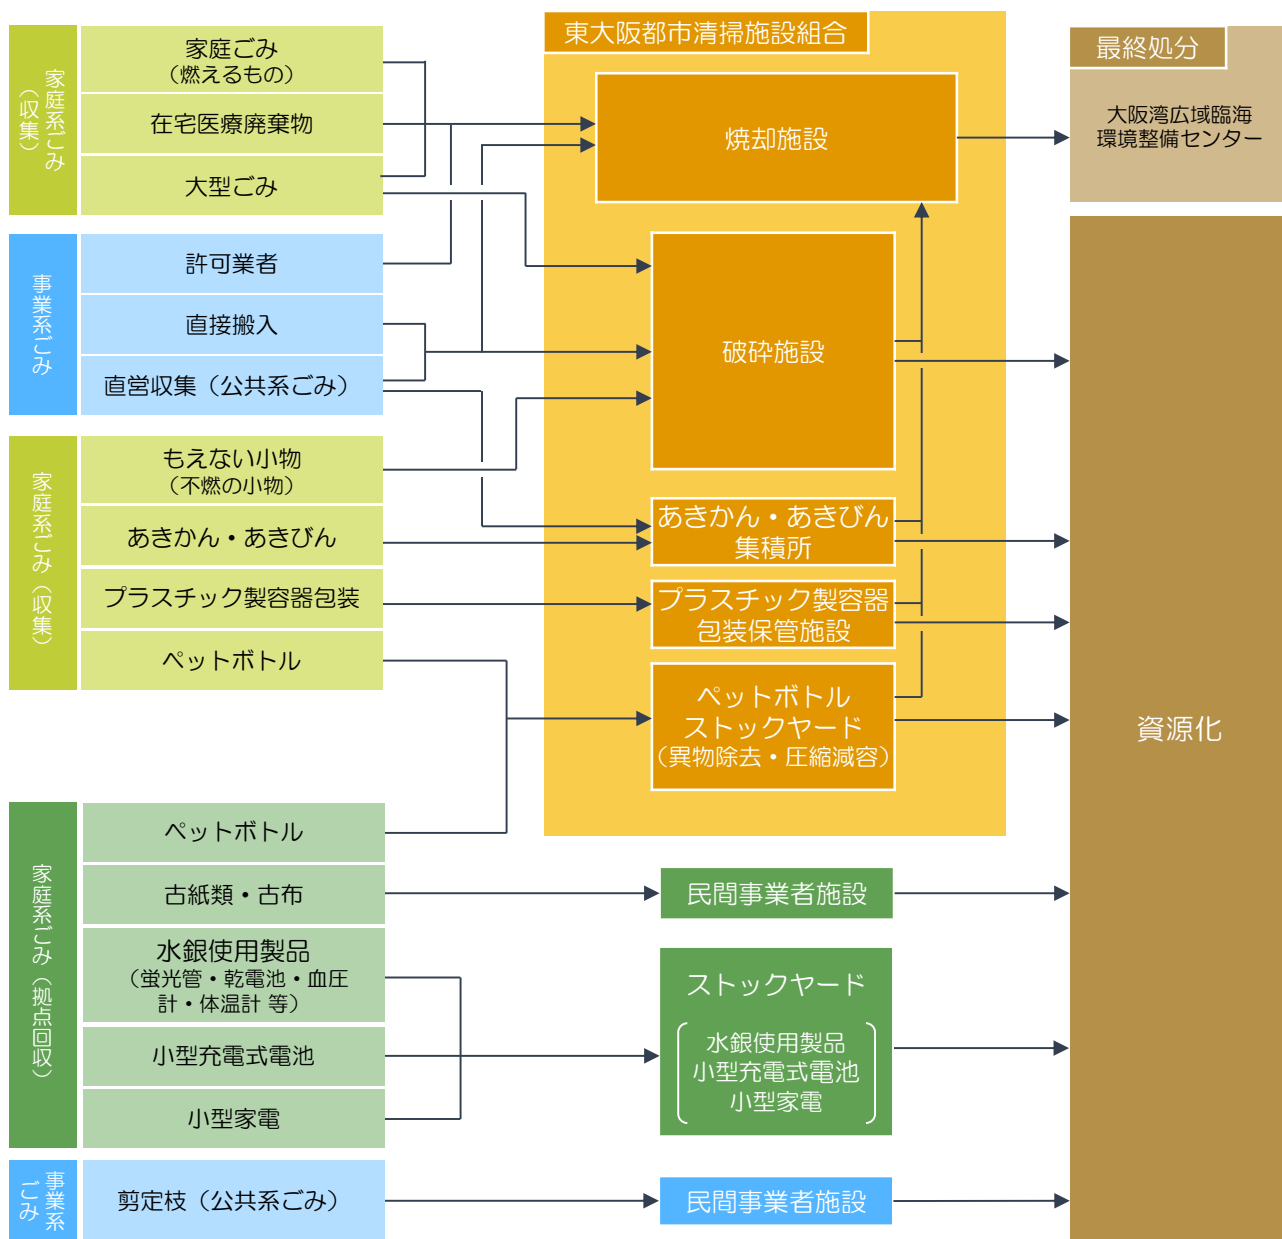 家庭系ごみ
（収集）
家庭ごみ
（燃えるもの）
在宅医療廃棄物
大型ごみ
事業系ごみ
許可業者
直接搬入
直営収集（公共系ごみ）
家庭系ごみ（収集）
もえない小物
（不燃の小物）
あきかん・あきびん
プラスチック製容器包装
ペットボトル
家庭系ごみ（拠点回収）
ペットボトル
古紙類・古布
水銀使用製品
（蛍光管・乾電池・血圧
計・体温計 等）
小型充電式電池
小型家電
事業系
ごみ
剪定枝（公共系ごみ）
東大阪都市清掃施設組合
焼却施設
破砕施設
あきかん・あきびん
集積所
プラスチック製容器
包装保管施設
ペットボトル
ストックヤード
（異物除去・圧縮減容）
民間事業者施設
ストックヤード
水銀使用製品
小型充電式電池
小型家電
民間事業者施設
最終処分
大阪湾広域臨海
環境整備センター
資源化